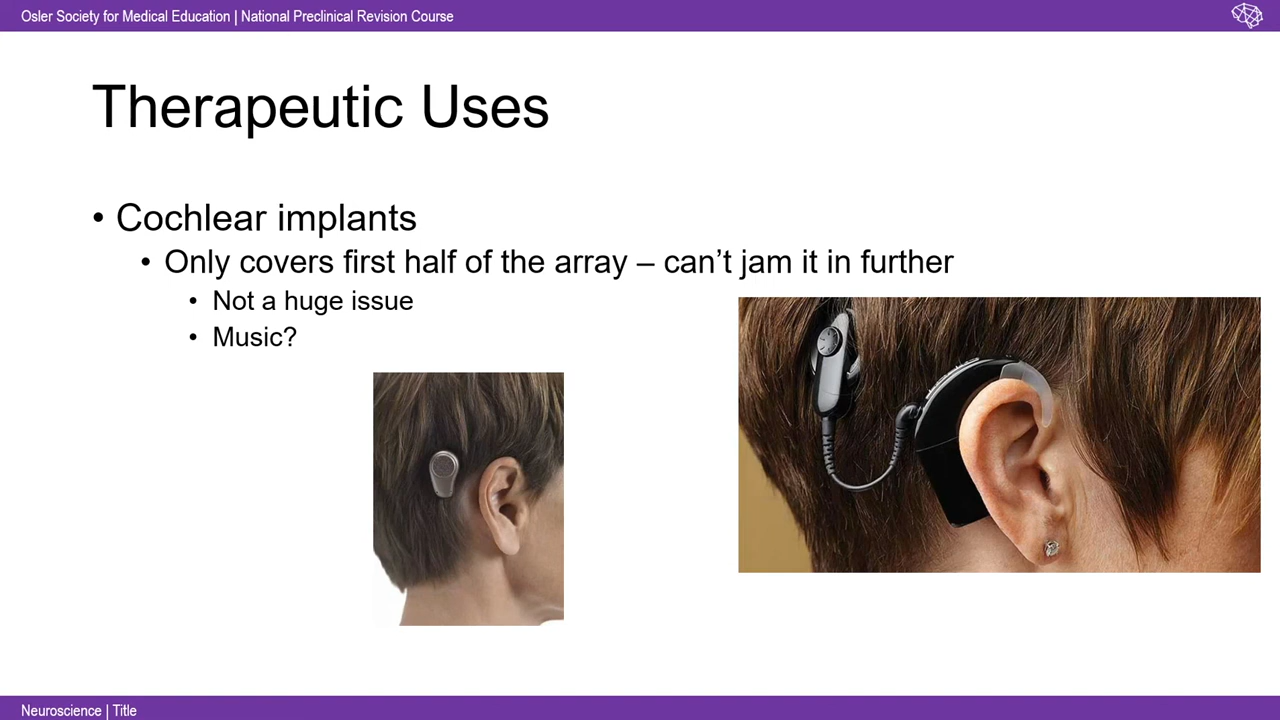 Osler Society for Medical Education | National Preclinical Revision Course
Therapeutic Uses
• Cochlear implants
• Only covers first half of the array – can’t jam it in further
• Not a huge issue
• Music?
Neuroscience | Title